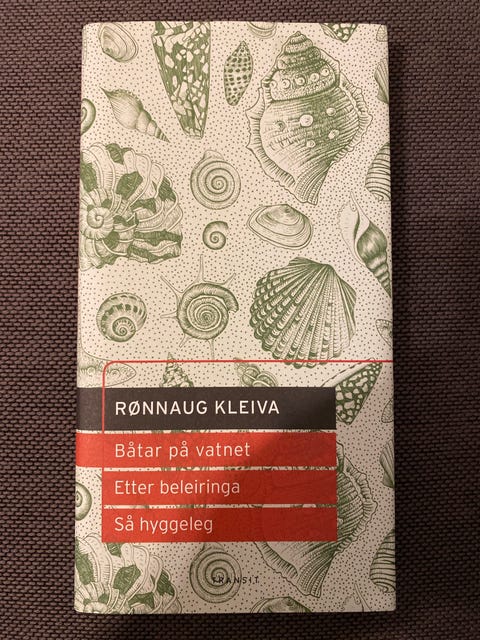 RØNNAUG KLEIVA
Båtar på vatnet
Etter beleiringa
Så hyggeleg
TRANSIT